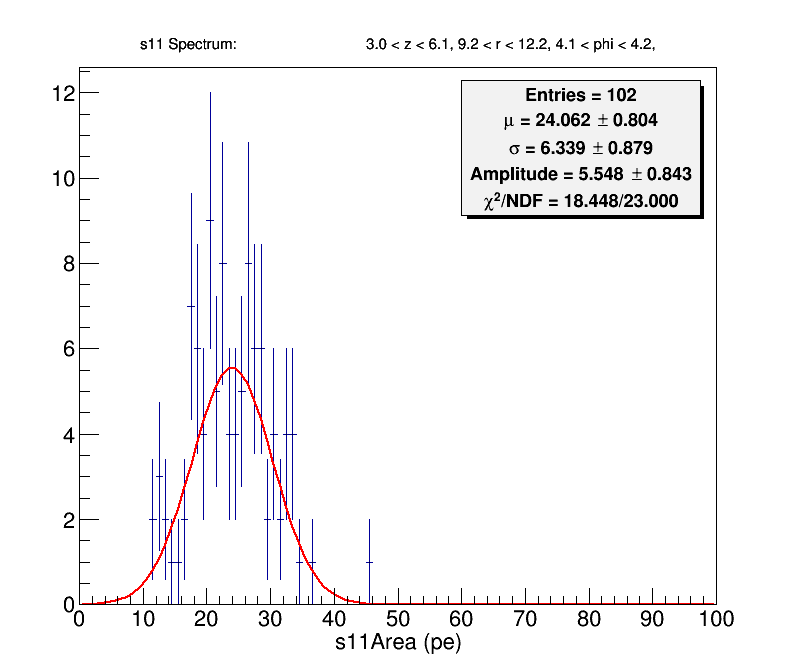 s11 Spectrum: 3.0 < z < 6.1, 9.2 < r < 12.2, 4.1 < phi < 4.2,
Entries = 102
μ = 24.062 ± 0.804
σ = 6.339 ± 0.879
Amplitude = 5.548 ± 0.843
χ²/NDF = 18.448/23.000
12
10
8
6
4
2
0
0 10 20 30 40 50 60 70 80 90 100
s11Area (pe)